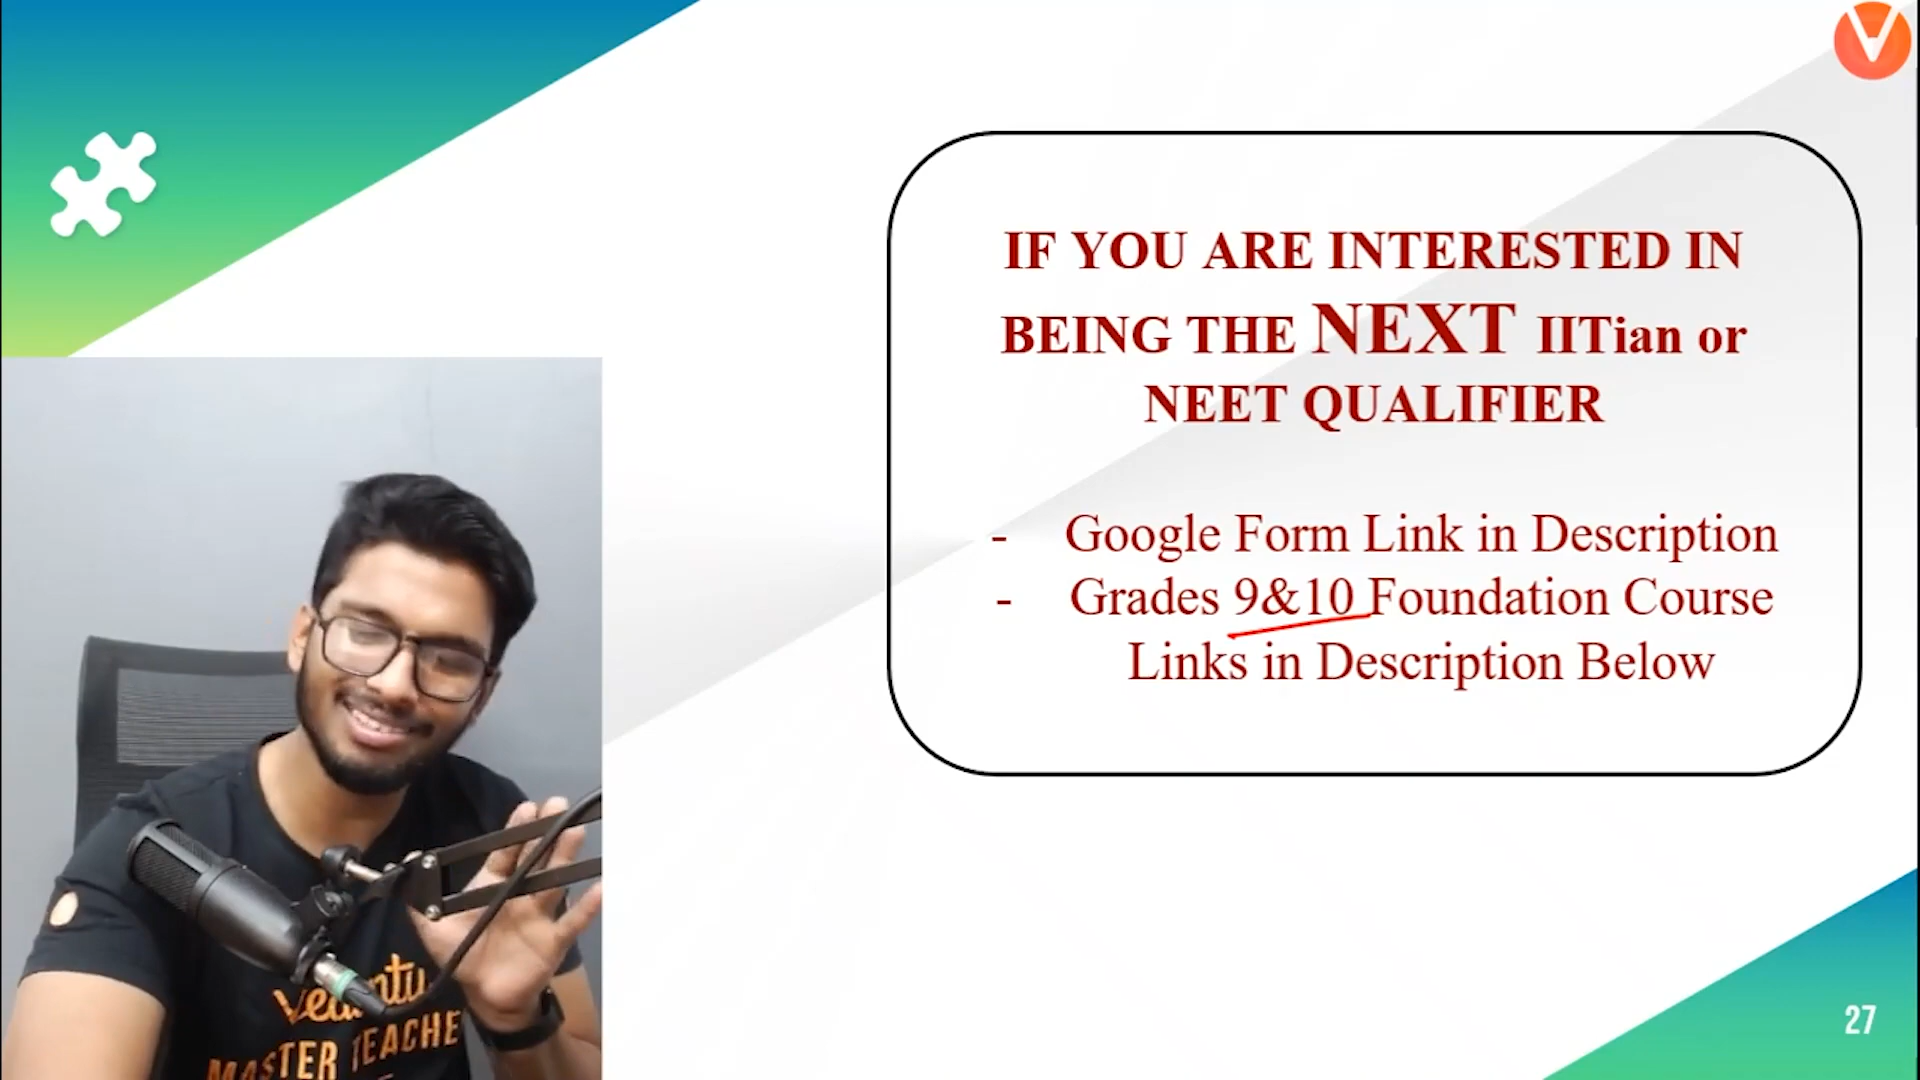 IF YOU ARE INTERESTED IN
BEING THE NEXT IITian or
NEET QUALIFIER
- Google Form Link in Description
- Grades 9&10 Foundation Course
Links in Description Below
MASTER TEACHE
27